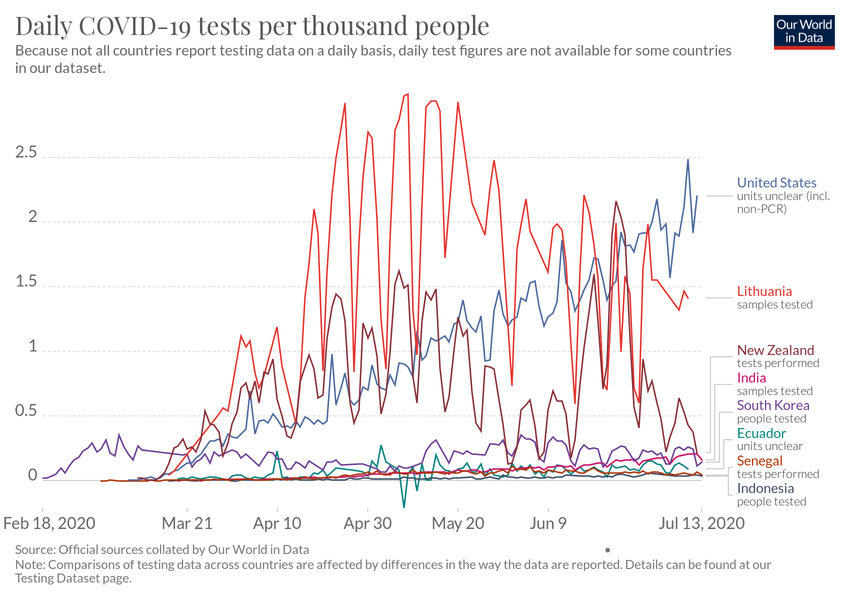 Daily COVID-19 tests per thousand people
Our World
in Data
Because not all countries report testing data on a daily basis, daily test figures are not available for some countries
in our dataset.
2.5
2
1.5
1
0.5
0
United States
units unclear (incl.
non-PCR)
Lithuania
samples tested
New Zealand
tests performed
India
samples tested
South Korea
people tested
Ecuador
units unclear
Senegal
tests performed
Indonesia
people tested
Feb 18, 2020
Mar 21
Apr 10
Apr 30
May 20
Jun 9
Jul 13, 2020
Source: Official sources collated by Our World in Data
Note: Comparisons of testing data across countries are affected by differences in the way the data are reported. Details can be found at our
Testing Dataset page.